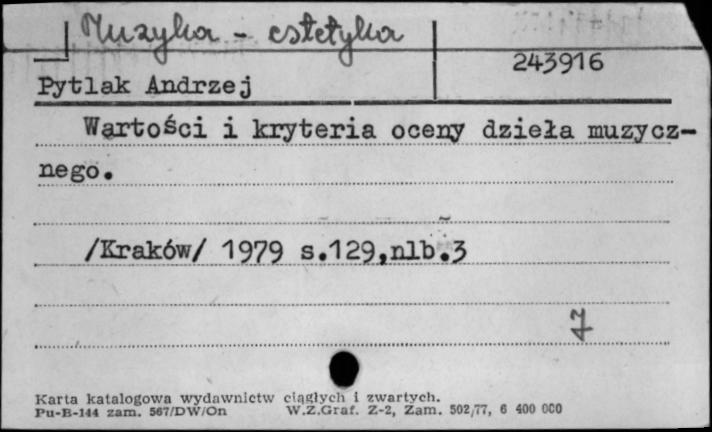 Muzyka - estetyka
243916
Pytlak Andrzej
Wartości i kryteria oceny dzieła muzycz-
nego.
/Kraków/ 1979 s.129,nlb.3
Karta katalogowa wydawnictw ciągłych i zwartych.
Pu-B-144 zam. 567/DW/On W.Z.Graf. Z-2, Zam. 502/77, 6 400 000